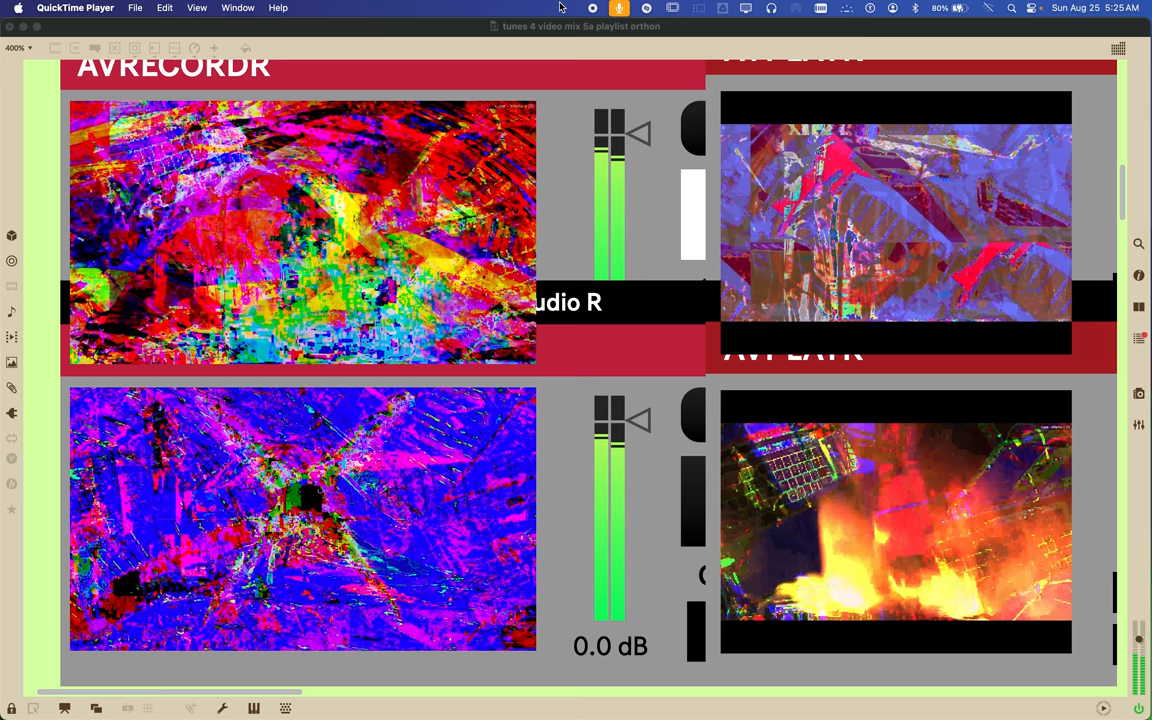 QuickTime Player File Edit View Window Help 80% Sun Aug 25 5:25 AM
tunes 4 video mix 5a playlist orthon
400%
AVRECORDR
udio R
0.0 dB